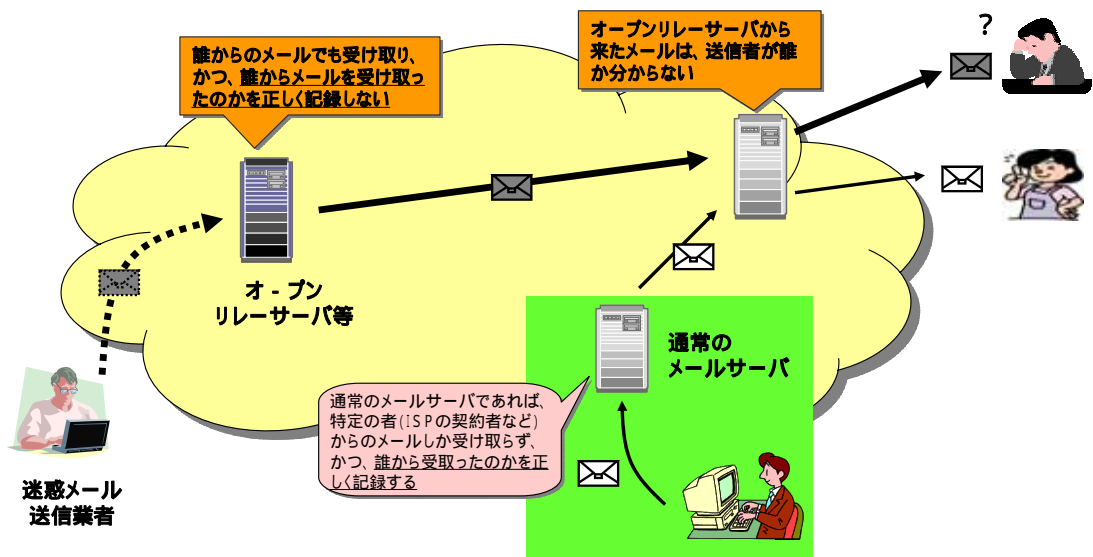 誰からのメールでも受け取り、
かつ、誰からメールを受け取っ
たのかを正しく記録しない
オープンリレーサーバから
来たメールは、送信者が誰
か分からない
?
オ - プン
リレーサーバ等
通常の
メールサーバ
通常のメールサーバであれば、
特定の者(ISPの契約者など)
からのメールしか受け取らず、
かつ、誰から受取ったのかを正
しく記録する
迷惑メール
送信業者